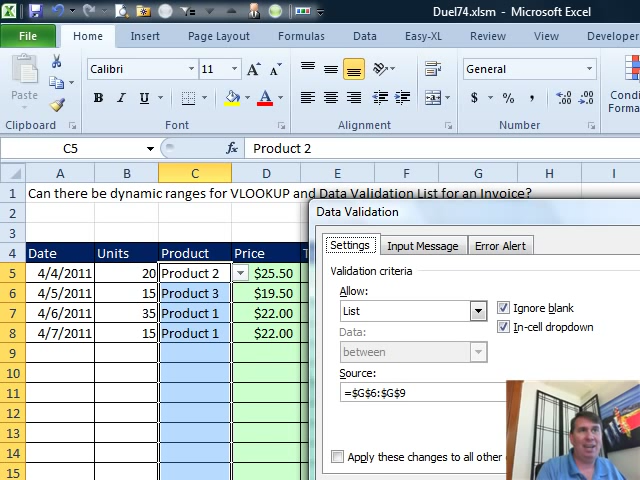 Duel74.xlsm - Microsoft Excel
File Home Insert Page Layout Formulas Data Easy-XL Review View Developer
Paste
Calibri 11 A A General
B I U A $ % , .00 .0
Clipboard Font Alignment Number
C5 fx Product 2
A B C D E F G H I
1 Can there be dynamic ranges for VLOOKUP and Data Validation List for an Invoice?
2
3
4 Date Units Product Price
5 4/4/2011 20 Product 2 $25.50
6 4/5/2011 15 Product 3 $19.50
7 4/6/2011 35 Product 1 $22.00
8 4/7/2011 15 Product 1 $22.00
9
10
11
12
13
14
15
Data Validation
Settings Input Message Error Alert
Validation criteria
Allow:
List Ignore blank
In-cell dropdown
Data:
between
Source:
=$G$6:$G$9
Apply these changes to all other